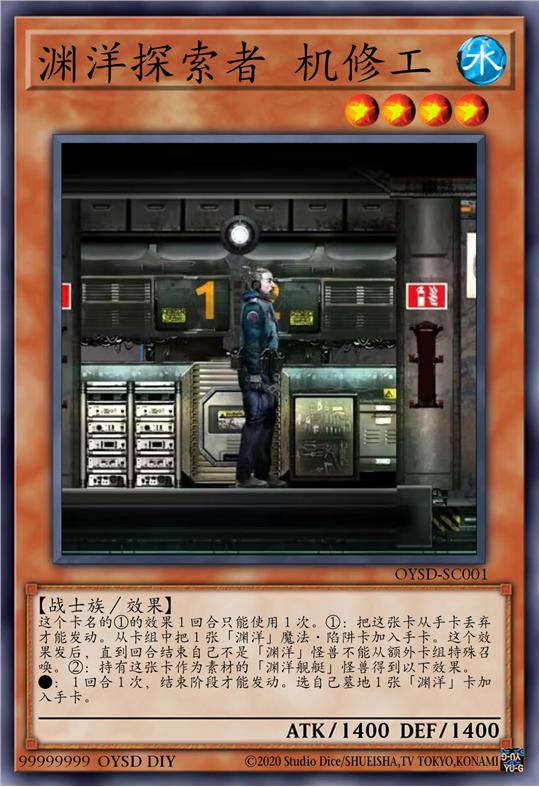 渊洋探索者 机修工
水
1
OYSD-SC001
【战士族／效果】
这个卡名的①的效果1回合只能使用1次。①：把这张卡从手卡丢弃
才能发动。从卡组中把1张「渊洋」魔法·陷阱卡加入手卡。这个效
果发后，直到回合结束自己不是「渊洋」怪兽不能从额外卡组特殊召
唤。②：持有这张卡作为素材的「渊洋舰艇」怪兽得到以下效果。
●：1回合1次，结束阶段才能发动。选自己墓地1张「渊洋」卡加
入手卡。
ATK/1400 DEF/1400
99999999 OYSD DIY
©2020 Studio Dice/SHUEISHA,TV TOKYO,KONAMI